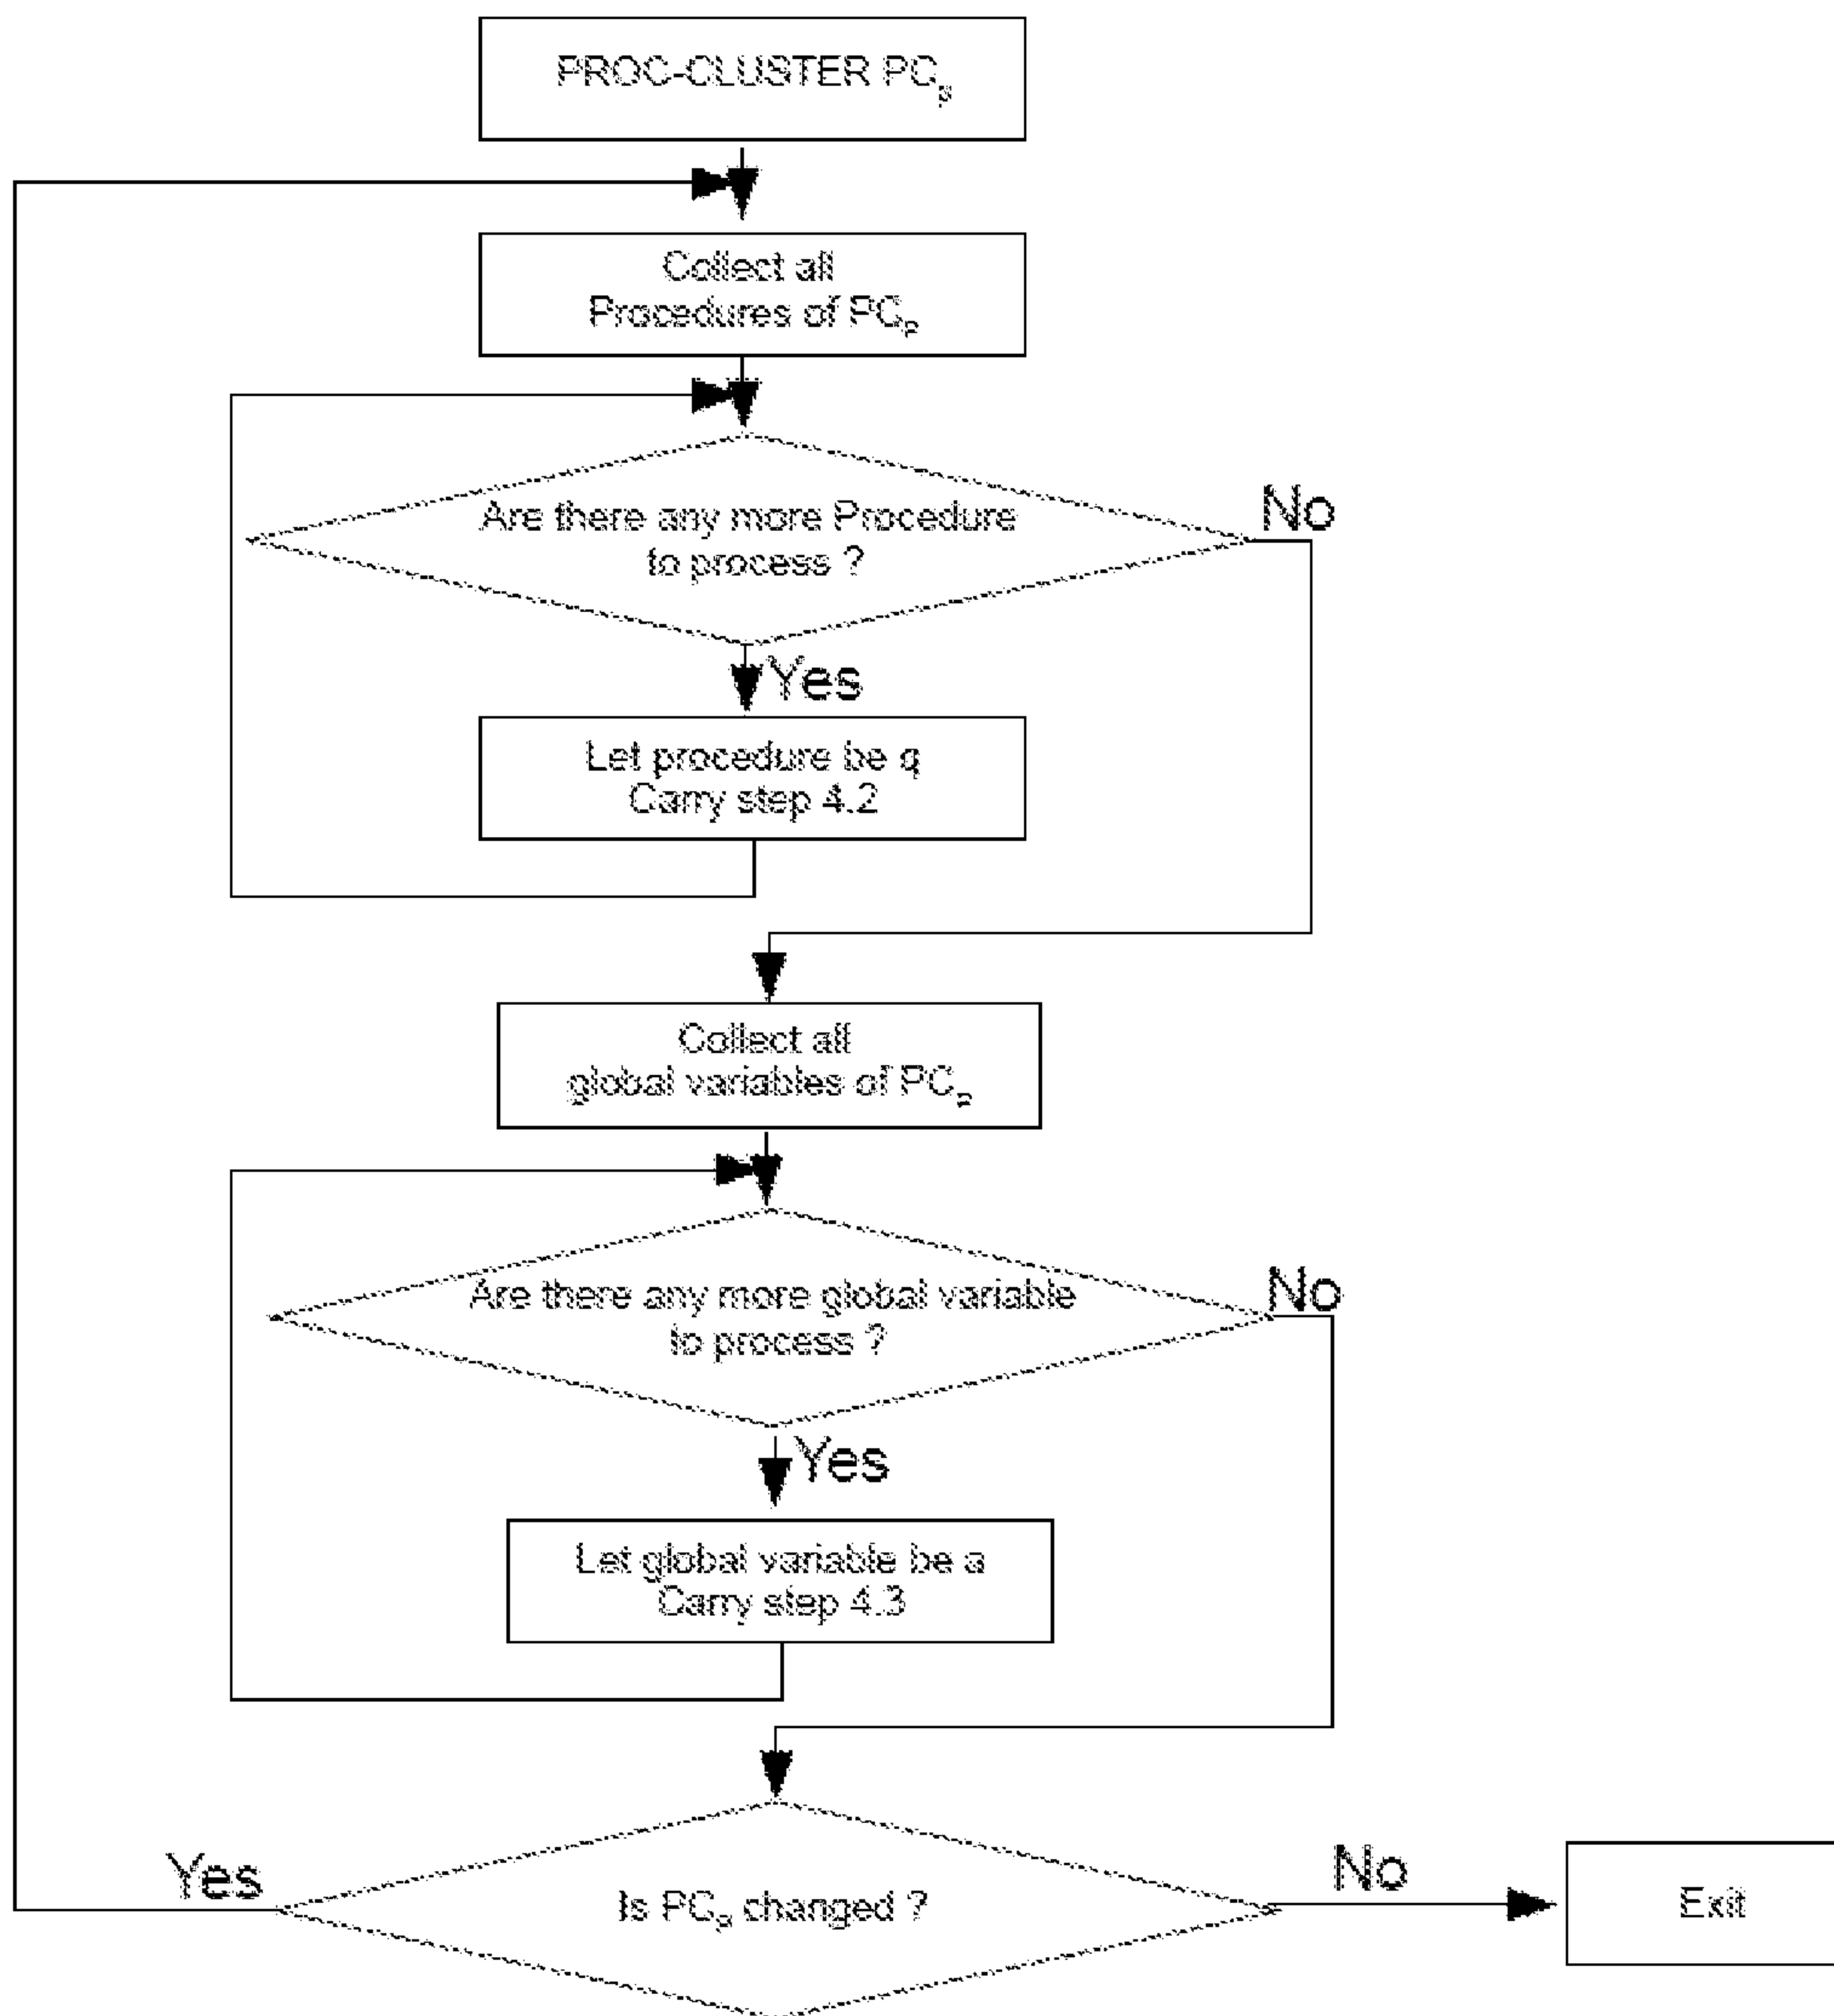 PROC-CLUSTER PCₚ
Collect all
Procedures of PCₚ
Are there any more Procedure
to process ?
No
Yes
Let procedure be q
Carry step 4.2
Collect all
global variables of PCₚ
Are there any more global variable
to process ?
No
Yes
Let global variable be a
Carry step 4.3
Yes
Is PCₚ changed ?
No
Exit